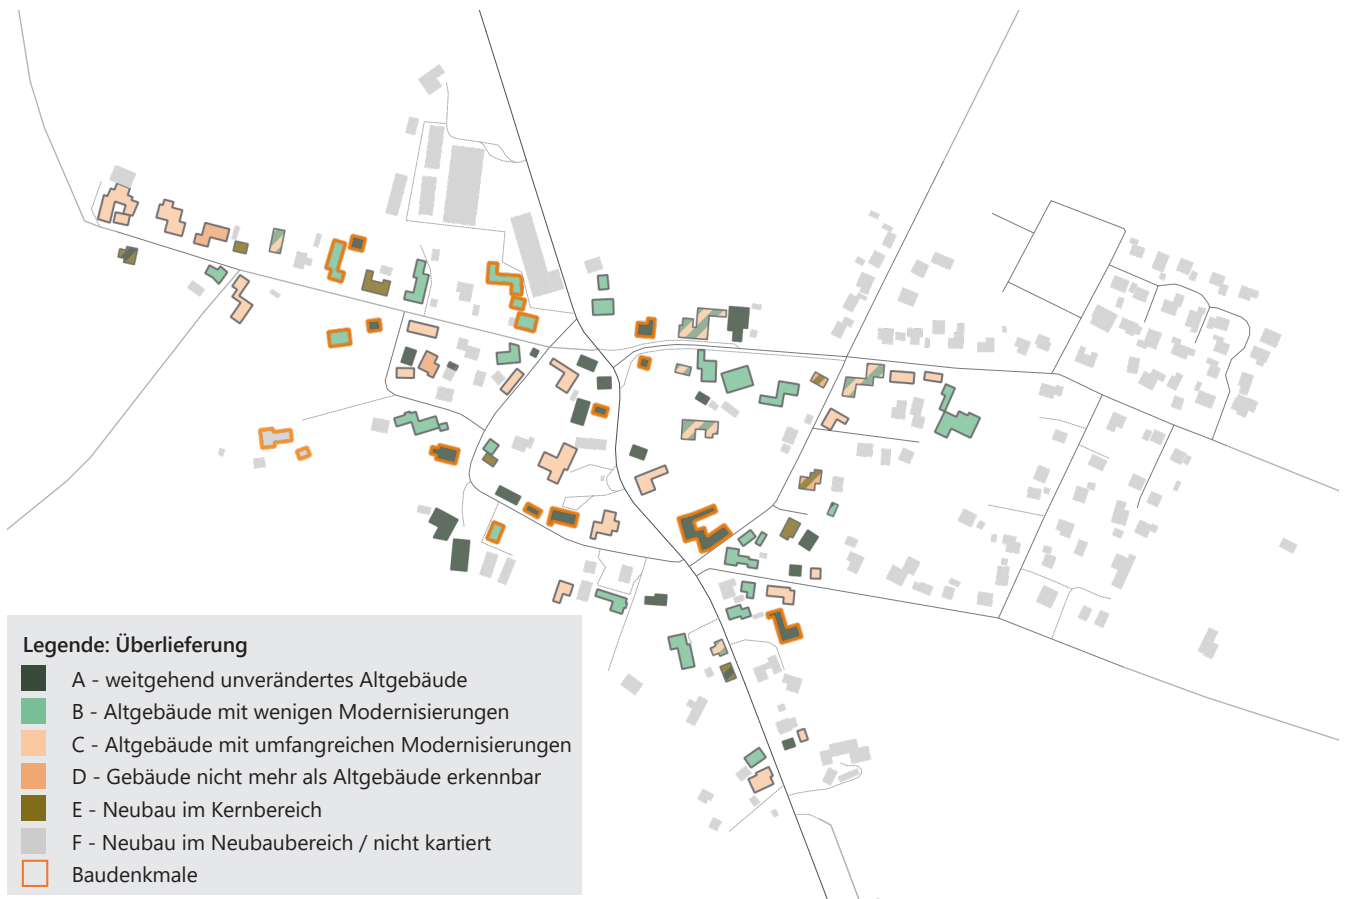 Legende: Überlieferung
A - weitgehend unverändertes Altgebäude
B - Altgebäude mit wenigen Modernisierungen
C - Altgebäude mit umfangreichen Modernisierungen
D - Gebäude nicht mehr als Altgebäude erkennbar
E - Neubau im Kernbereich
F - Neubau im Neubaubereich / nicht kartiert
Baudenkmale